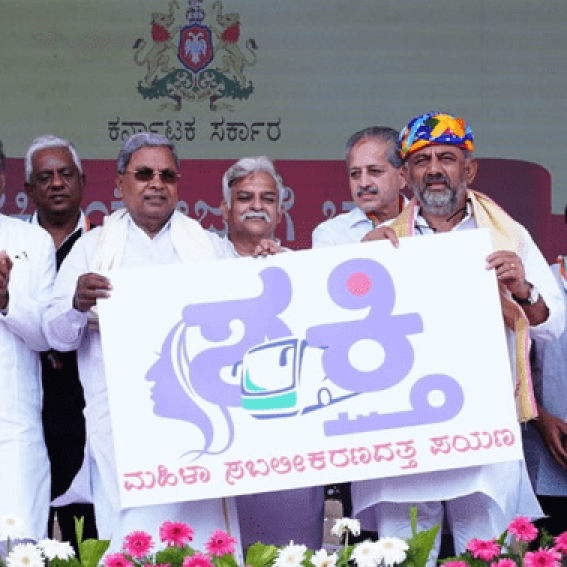 ಕರ್ನಾಟಕ ಸರ್ಕಾರ
ಶಕ್ತಿ
ಮಹಿಳಾ ಸಬಲೀಕರಣದತ್ತ ಪಯಣ